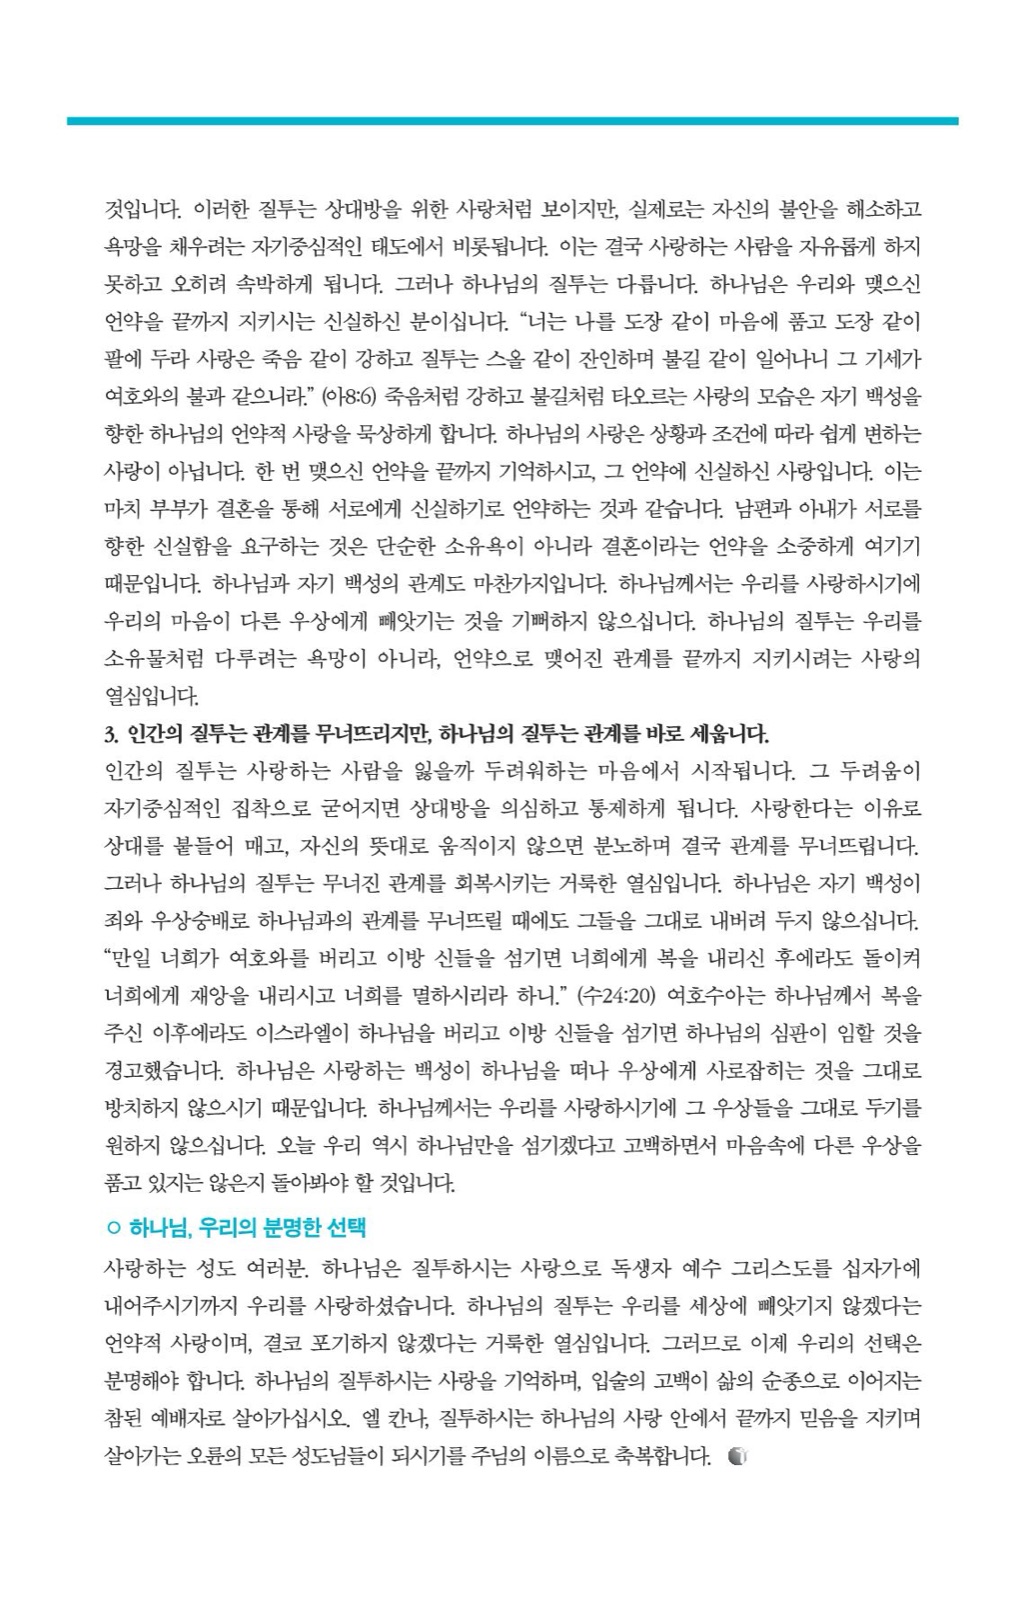 것입니다. 이러한 질투는 상대방을 위한 사랑처럼 보이지만, 실제로는 자신의 불안을 해소하고
욕망을 채우려는 자기중심적인 태도에서 비롯됩니다. 이는 결국 사랑하는 사람을 자유롭게 하지
못하고 오히려 속박하게 됩니다. 그러나 하나님의 질투는 다릅니다. 하나님은 우리와 맺으신
언약을 끝까지 지키시는 신실하신 분이십니다. “너는 나를 도장 같이 마음에 품고 도장 같이
팔에 두라 사랑은 죽음 같이 강하고 질투는 스올 같이 잔인하며 불길 같이 일어나니 그 기세가
여호와의 불과 같으니라.” (아8:6) 죽음처럼 강하고 불길처럼 타오르는 사랑의 모습은 자기 백성을
향한 하나님의 언약적 사랑을 묵상하게 합니다. 하나님의 사랑은 상황과 조건에 따라 쉽게 변하는
사랑이 아닙니다. 한 번 맺으신 언약을 끝까지 기억하시고, 그 언약에 신실하신 사랑입니다. 이는
마치 부부가 결혼을 통해 서로에게 신실하기로 언약하는 것과 같습니다. 남편과 아내가 서로를
향한 신실함을 요구하는 것은 단순한 소유욕이 아니라 결혼이라는 언약을 소중하게 여기기
때문입니다. 하나님과 자기 백성의 관계도 마찬가지입니다. 하나님께서는 우리를 사랑하시기에
우리의 마음이 다른 우상에게 빼앗기는 것을 기뻐하지 않으십니다. 하나님의 질투는 우리를
소유물처럼 다루려는 욕망이 아니라, 언약으로 맺어진 관계를 끝까지 지키시려는 사랑의
열심입니다.
3. 인간의 질투는 관계를 무너뜨리지만, 하나님의 질투는 관계를 바로 세웁니다.
인간의 질투는 사랑하는 사람을 잃을까 두려워하는 마음에서 시작됩니다. 그 두려움이
자기중심적인 집착으로 굳어지면 상대방을 의심하고 통제하게 됩니다. 사랑한다는 이유로
상대를 붙들어 매고, 자신의 뜻대로 움직이지 않으면 분노하며 결국 관계를 무너뜨립니다.
그러나 하나님의 질투는 무너진 관계를 회복시키는 거룩한 열심입니다. 하나님은 자기 백성이
죄와 우상숭배로 하나님과의 관계를 무너뜨릴 때에도 그들을 그대로 내버려 두지 않으십니다.
“만일 너희가 여호와를 버리고 이방 신들을 섬기면 너희에게 복을 내리신 후에라도 돌이켜
너희에게 재앙을 내리시고 너희를 멸하시리라 하니.” (수24:20) 여호수아는 하나님께서 복을
주신 이후에라도 이스라엘이 하나님을 버리고 이방 신들을 섬기면 하나님의 심판이 임할 것을
경고했습니다. 하나님은 사랑하는 백성이 하나님을 떠나 우상에게 사로잡히는 것을 그대로
방치하지 않으시기 때문입니다. 하나님께서는 우리를 사랑하시기에 그 우상들을 그대로 두기를
원하지 않으십니다. 오늘 우리 역시 하나님만을 섬기겠다고 고백하면서 마음속에 다른 우상을
품고 있지는 않은지 돌아봐야 할 것입니다.
○ 하나님, 우리의 분명한 선택
사랑하는 성도 여러분. 하나님은 질투하시는 사랑으로 독생자 예수 그리스도를 십자가에
내어주시기까지 우리를 사랑하셨습니다. 하나님의 질투는 우리를 세상에 빼앗기지 않겠다는
언약적 사랑이며, 결코 포기하지 않겠다는 거룩한 열심입니다. 그러므로 이제 우리의 선택은
분명해야 합니다. 하나님의 질투하시는 사랑을 기억하며, 입술의 고백이 삶의 순종으로 이어지는
참된 예배자로 살아가십시오. 엘 칸나, 질투하시는 하나님의 사랑 안에서 끝까지 믿음을 지키며
살아가는 오륜의 모든 성도님들이 되시기를 주님의 이름으로 축복합니다.